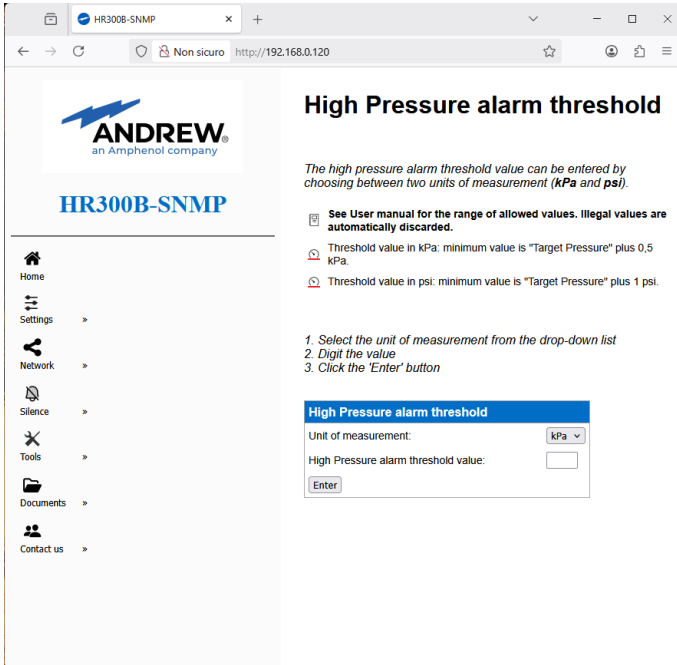 HR300B-SNMP
Non sicuro http://192.168.0.120
ANDREW®
an Amphenol company
HR300B-SNMP
Home
Settings »
Network »
Silence »
Tools »
Documents »
Contact us »
High Pressure alarm threshold
The high pressure alarm threshold value can be entered by
choosing between two units of measurement (kPa and psi).
See User manual for the range of allowed values. Illegal values are
automatically discarded.
Threshold value in kPa: minimum value is "Target Pressure" plus 0,5
kPa.
Threshold value in psi: minimum value is "Target Pressure" plus 1 psi.
1. Select the unit of measurement from the drop-down list
2. Digit the value
3. Click the 'Enter' button
High Pressure alarm threshold
Unit of measurement: kPa
High Pressure alarm threshold value:
Enter